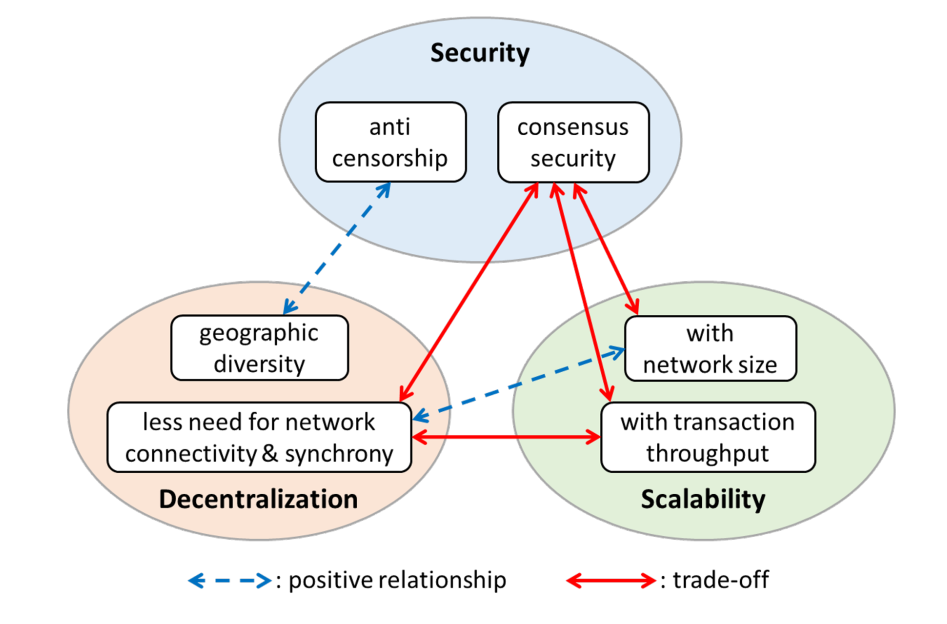 Security
anti
censorship
consensus
security
geographic
diversity
less need for network
connectivity & synchrony
Decentralization
with
network size
with transaction
throughput
Scalability
: positive relationship
: trade-off